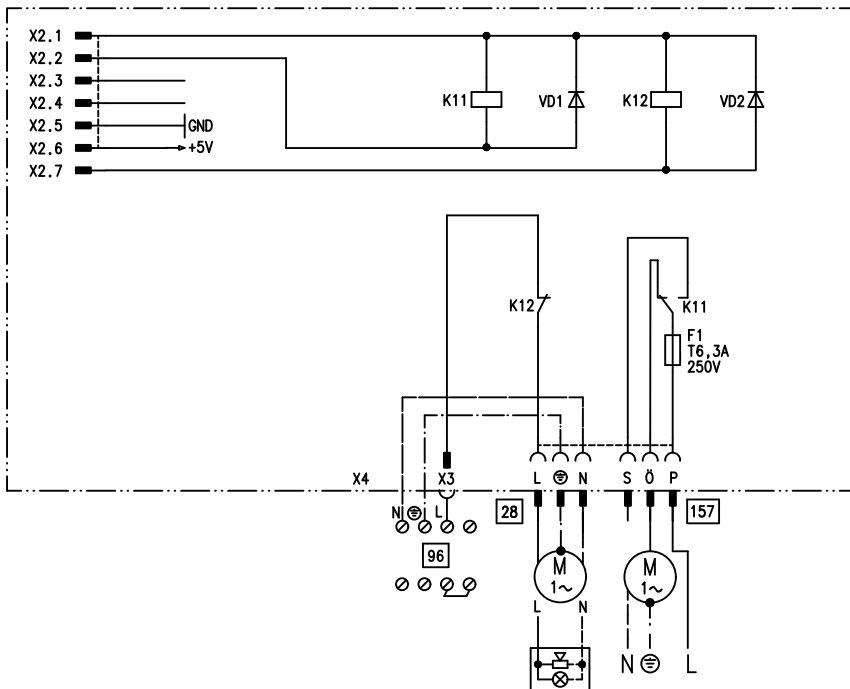 X2.1
X2.2
X2.3
X2.4
X2.5 GND
X2.6 +5V
X2.7
K11 VD1 K12 VD2
K12 K11
F1
T6,3A
250V
X4 X3 L N S Ö P
N L 28 157
96
M M
1~ 1~
L N
N L